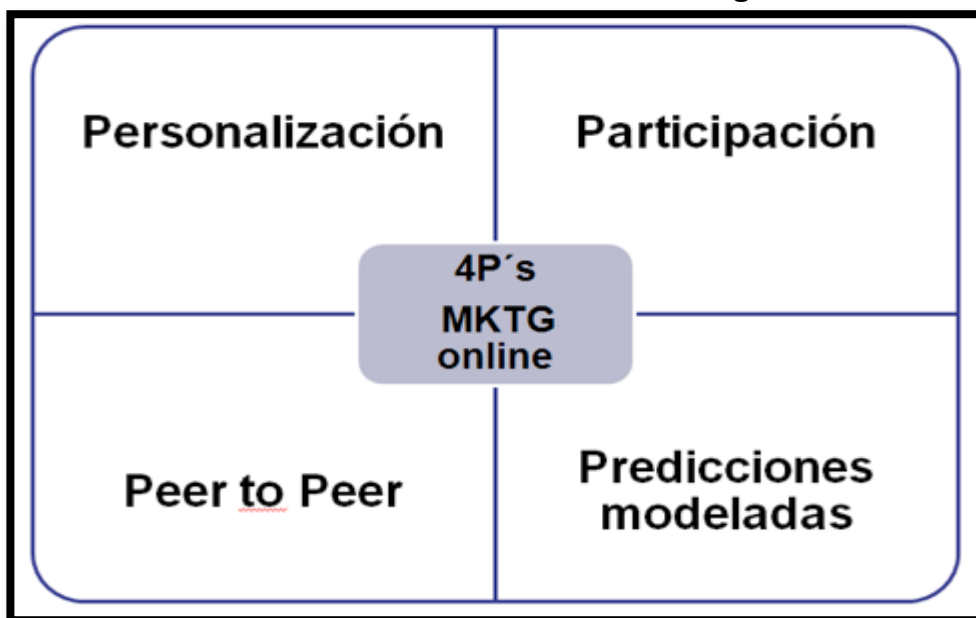 Personalización
Participación
4P´s
MKTG
online
Peer to Peer
Predicciones
modeladas